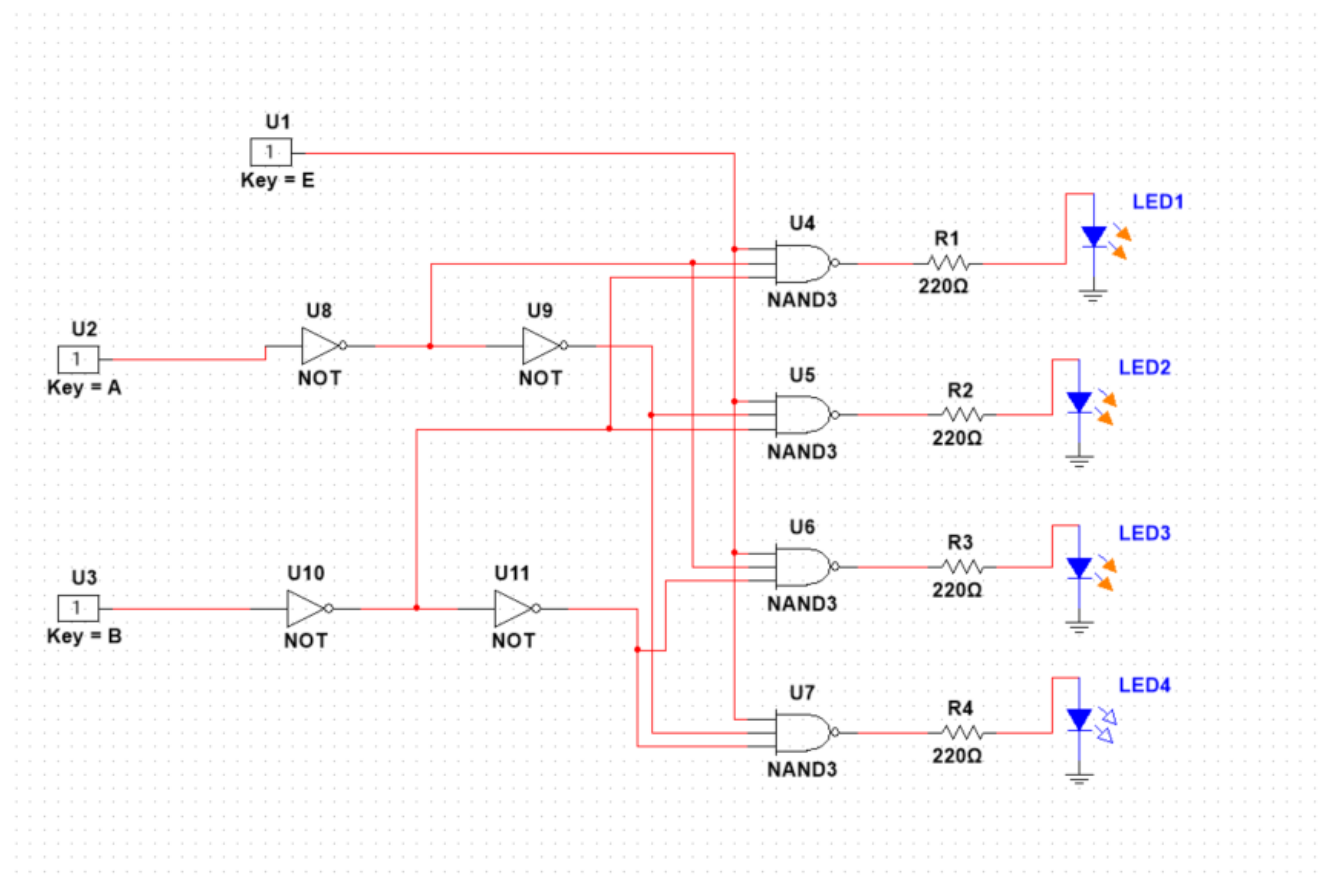 U1
1
Key = E
U2
1
Key = A
U8
NOT
U9
NOT
U3
1
Key = B
U10
NOT
U11
NOT
U4
NAND3
R1
220Ω
LED1
U5
NAND3
R2
220Ω
LED2
U6
NAND3
R3
220Ω
LED3
U7
NAND3
R4
220Ω
LED4